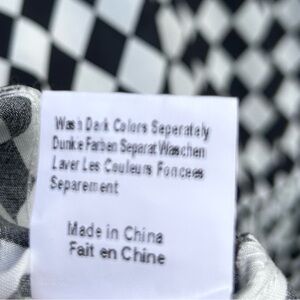 Wash Dark Colors Seperately
Dunke Farben Separat Waschen
Laver Les Couleurs Foncees
Separement
Made in China
Fait en Chine